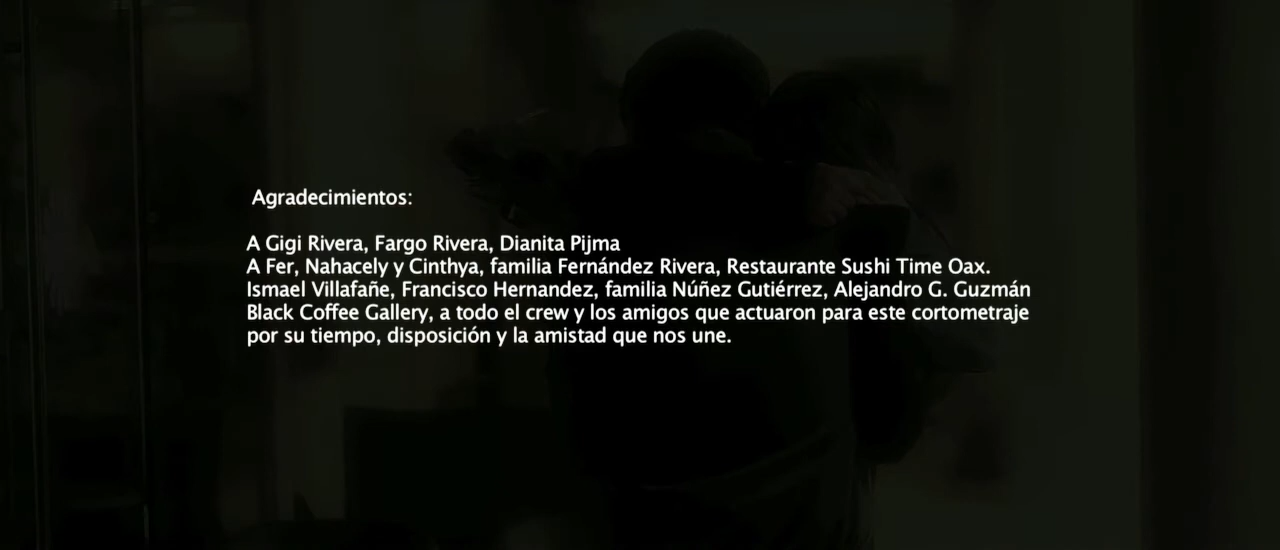 Agradecimientos:
A Gigi Rivera, Fargo Rivera, Dianita Pijma
A Fer, Nahacely y Cinthya, familia Fernández Rivera, Restaurante Sushi Time Oax.
Ismael Villafañe, Francisco Hernandez, familia Núñez Gutiérrez, Alejandro G. Guzmán
Black Coffee Gallery, a todo el crew y los amigos que actuaron para este cortometraje
por su tiempo, disposición y la amistad que nos une.